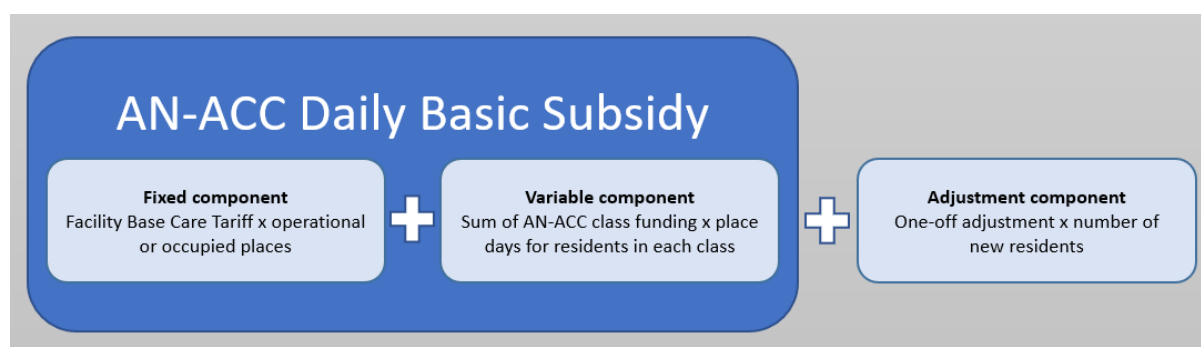 AN-ACC Daily Basic Subsidy
Fixed component
Facility Base Care Tariff x operational
or occupied places
Variable component
Sum of AN-ACC class funding x place
days for residents in each class
Adjustment component
One-off adjustment x number of
new residents